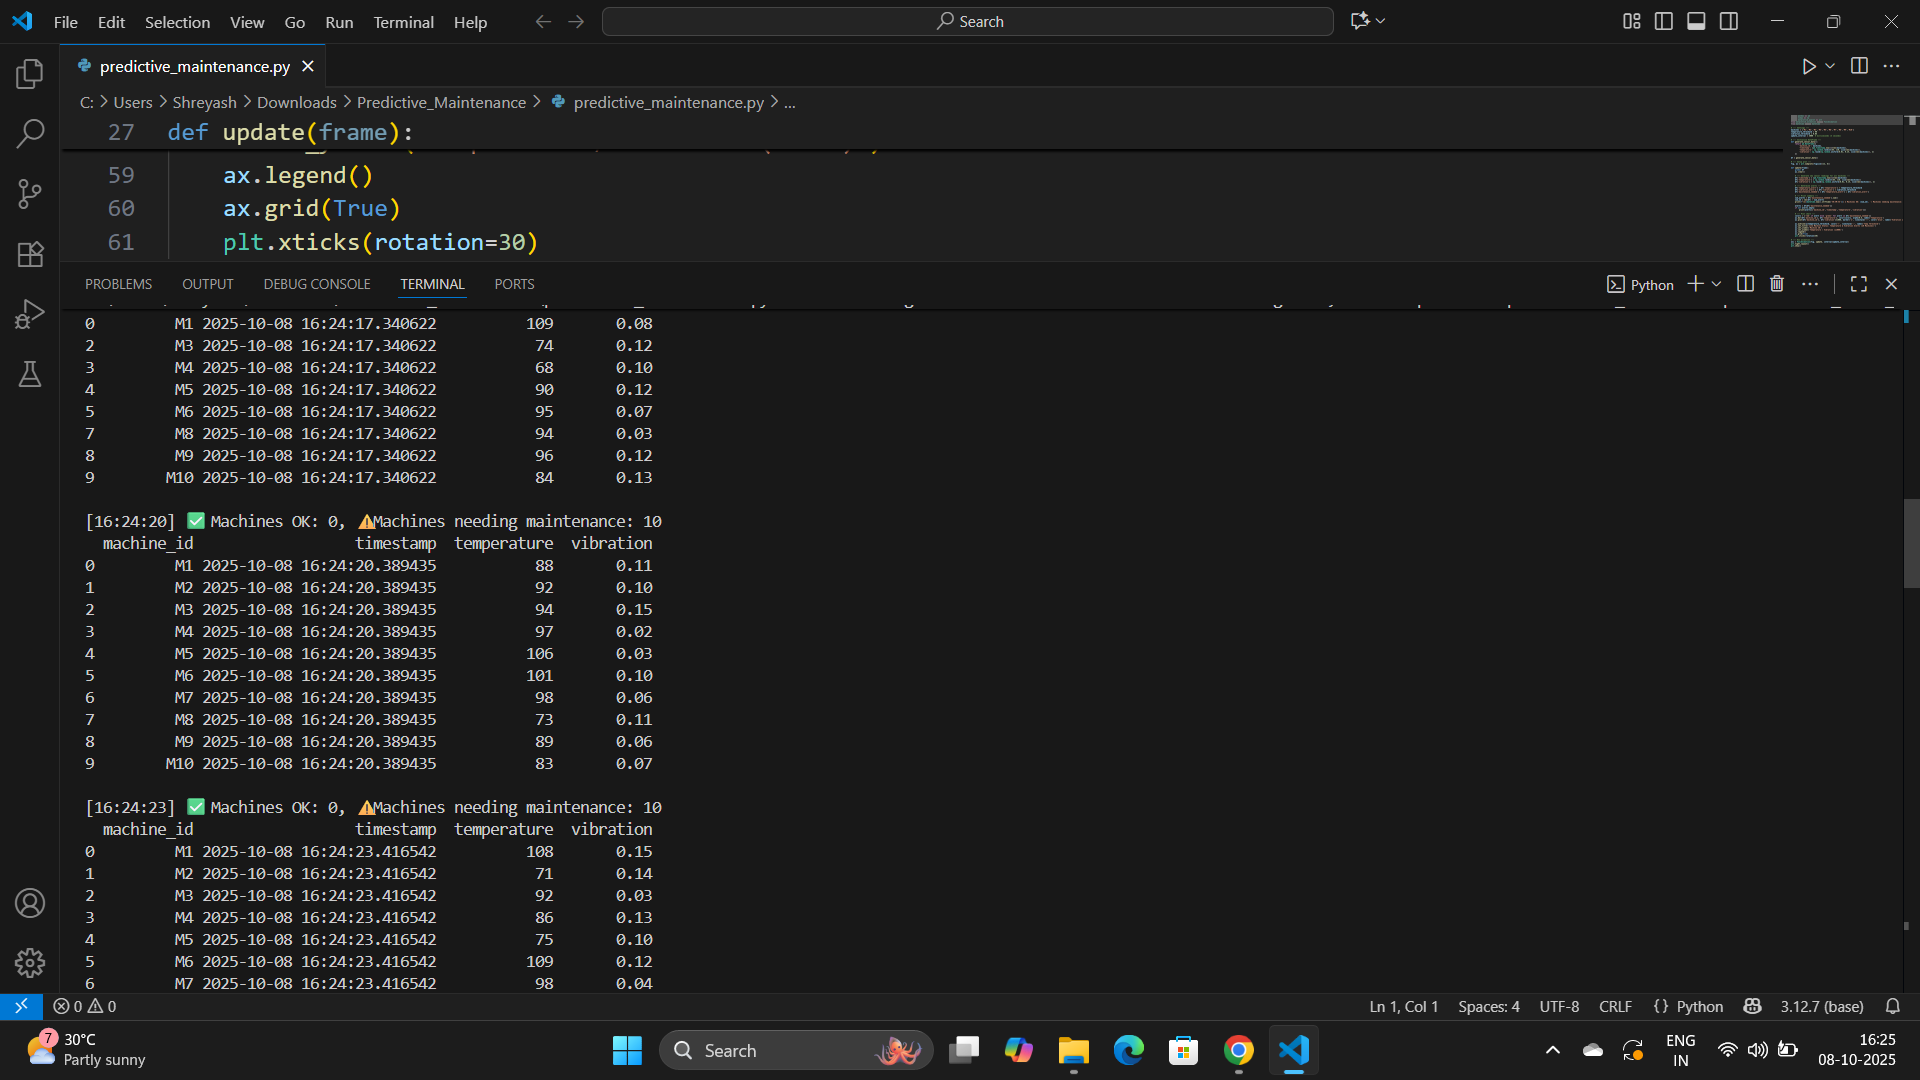 File Edit Selection View Go Run Terminal Help
Search
predictive_maintenance.py
C: > Users > Shreyash > Downloads > Predictive_Maintenance > predictive_maintenance.py > ...
27 def update(frame):
59 ax.legend()
60 ax.grid(True)
61 plt.xticks(rotation=30)
PROBLEMS OUTPUT DEBUG CONSOLE TERMINAL PORTS
Python
0 M1 2025-10-08 16:24:17.340622 109 0.08
2 M3 2025-10-08 16:24:17.340622 74 0.12
3 M4 2025-10-08 16:24:17.340622 68 0.10
4 M5 2025-10-08 16:24:17.340622 90 0.12
5 M6 2025-10-08 16:24:17.340622 95 0.07
7 M8 2025-10-08 16:24:17.340622 94 0.03
8 M9 2025-10-08 16:24:17.340622 96 0.12
9 M10 2025-10-08 16:24:17.340622 84 0.13
[16:24:20] ✅ Machines OK: 0, ⚠Machines needing maintenance: 10
machine_id timestamp temperature vibration
0 M1 2025-10-08 16:24:20.389435 88 0.11
1 M2 2025-10-08 16:24:20.389435 92 0.10
2 M3 2025-10-08 16:24:20.389435 94 0.15
3 M4 2025-10-08 16:24:20.389435 97 0.02
4 M5 2025-10-08 16:24:20.389435 106 0.03
5 M6 2025-10-08 16:24:20.389435 101 0.10
6 M7 2025-10-08 16:24:20.389435 98 0.06
7 M8 2025-10-08 16:24:20.389435 73 0.11
8 M9 2025-10-08 16:24:20.389435 89 0.06
9 M10 2025-10-08 16:24:20.389435 83 0.07
[16:24:23] ✅ Machines OK: 0, ⚠Machines needing maintenance: 10
machine_id timestamp temperature vibration
0 M1 2025-10-08 16:24:23.416542 108 0.15
1 M2 2025-10-08 16:24:23.416542 71 0.14
2 M3 2025-10-08 16:24:23.416542 92 0.03
3 M4 2025-10-08 16:24:23.416542 86 0.13
4 M5 2025-10-08 16:24:23.416542 75 0.10
5 M6 2025-10-08 16:24:23.416542 109 0.12
6 M7 2025-10-08 16:24:23.416542 98 0.04
0 0 Ln 1, Col 1 Spaces: 4 UTF-8 CRLF {} Python 3.12.7 (base)
7
30°C
Partly sunny
Search
ENG
IN
16:25
08-10-2025